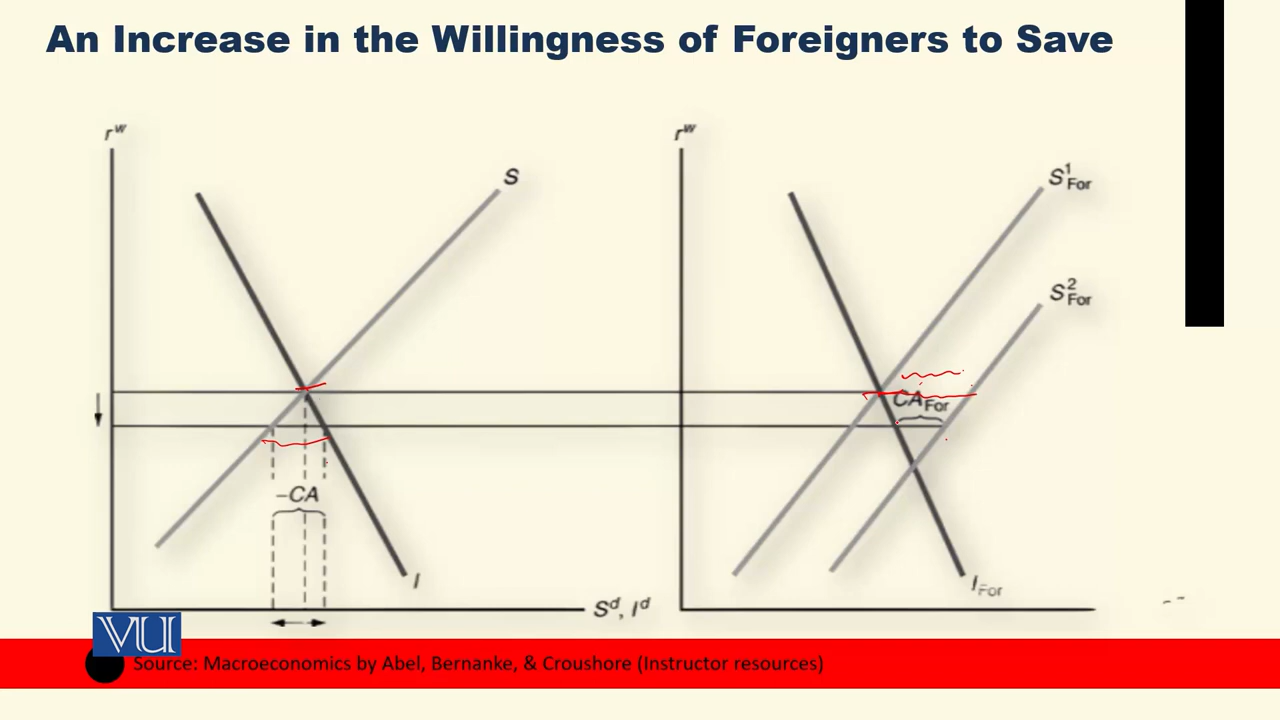 An Increase in the Willingness of Foreigners to Save
r^w
r^w
S
S^1_For
S^2_For
CA_For
–CA
I
I_For
S^d, I^d
VU
Source: Macroeconomics by Abel, Bernanke, & Croushore (Instructor resources)